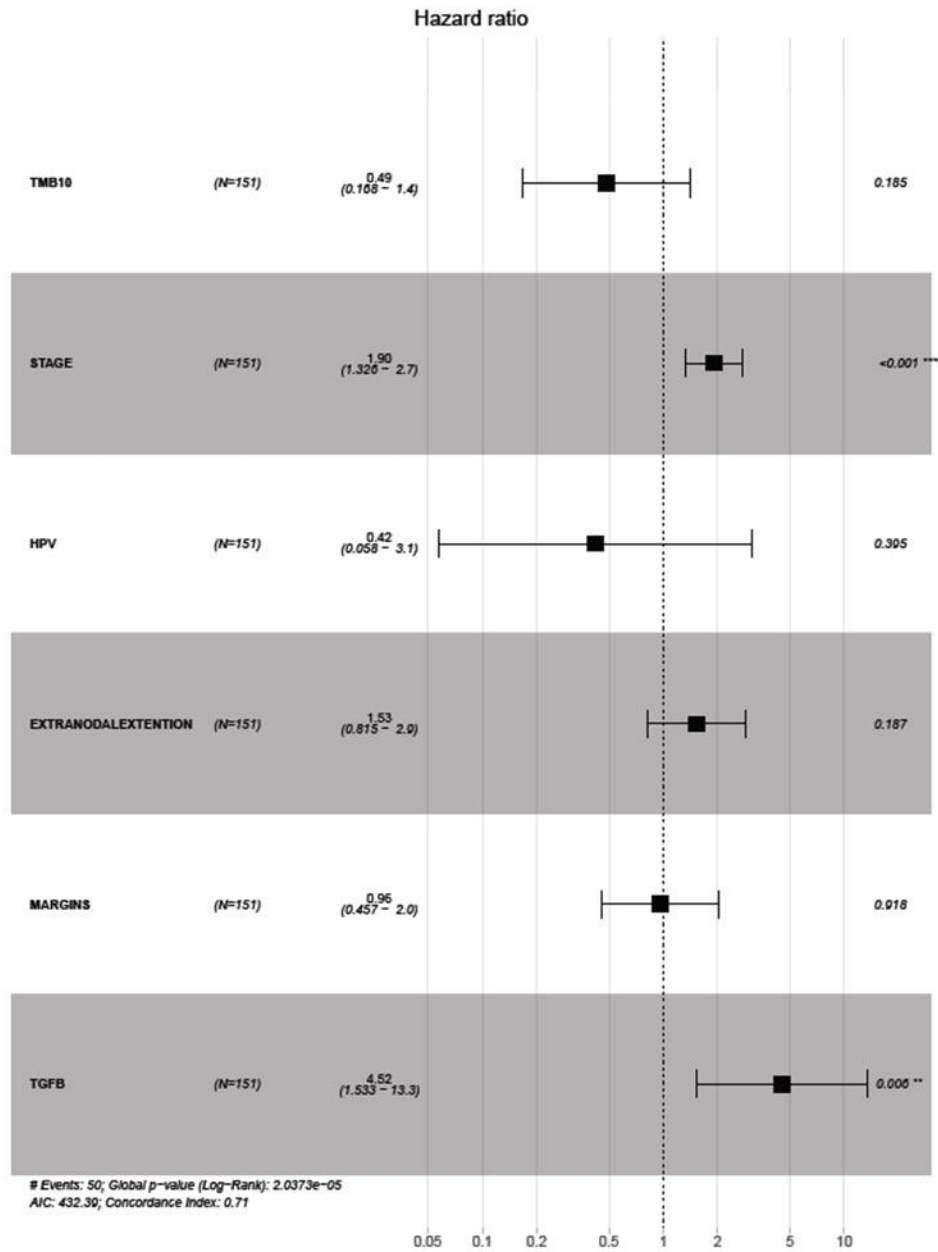 Hazard ratio
TMB10 (N=151) 0.49 (0.168 − 1.4) 0.185
STAGE (N=151) 1.90 (1.326 − 2.7) <0.001 ***
HPV (N=151) 0.42 (0.058 − 3.1) 0.395
EXTRANODALEXTENTION (N=151) 1.53 (0.815 − 2.9) 0.187
MARGINS (N=151) 0.96 (0.457 − 2.0) 0.918
TGFB (N=151) 4.52 (1.533 − 13.3) 0.006 **
# Events: 50; Global p−value (Log−Rank): 2.0373e−05
AIC: 432.39; Concordance Index: 0.71
0.05 0.1 0.2 0.5 1 2 5 10